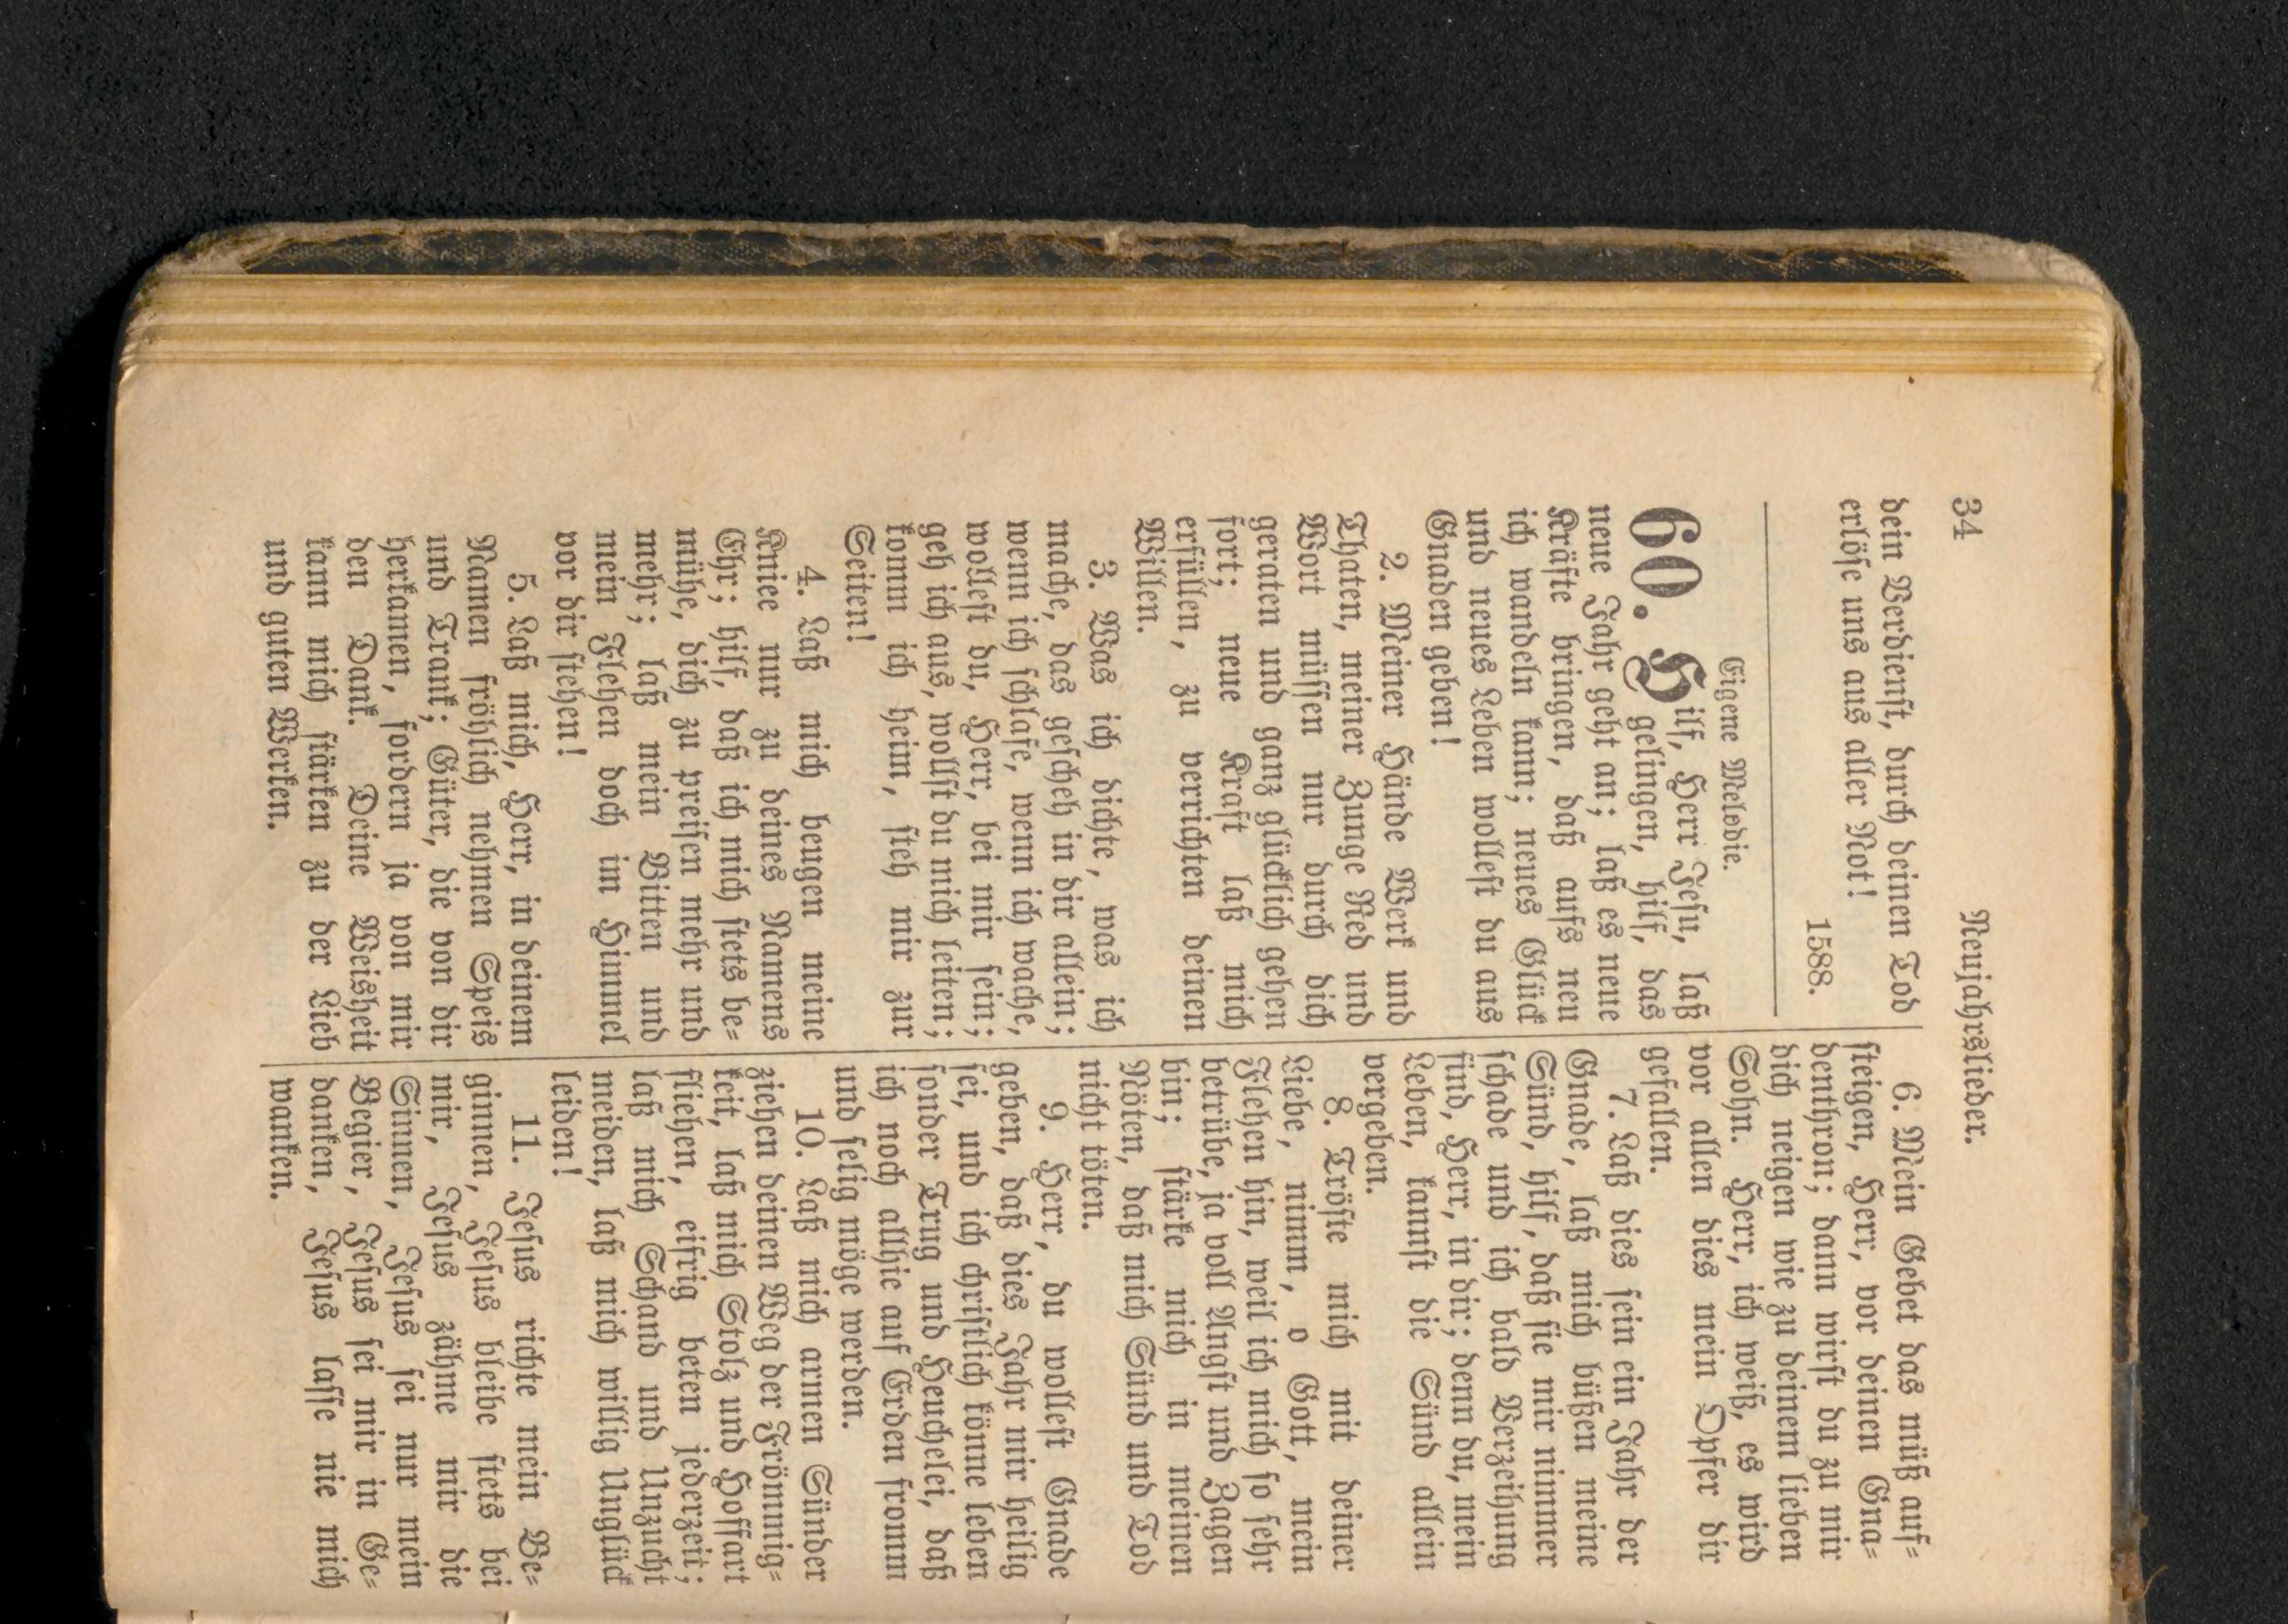 34
Neujahrslieder.
dein Verdienst, durch deinen Tod
erlöse uns aus aller Not!
1588.
Eigene Melodie.
60. Hilf, Herr Jesu, laß
gelingen, hilf, das
neue Jahr geht an; laß es neue
Kräfte bringen, daß aufs neu
ich wandeln kann; neues Glück
und neues Leben wollest du aus
Gnaden geben!
2. Meiner Hände Werk und
Thaten, meiner Zunge Red und
Wort müssen nur durch dich
geraten und ganz glücklich gehen
fort; neue Kraft laß mich
erfüllen, zu verrichten deinen
Willen.
3. Was ich dichte, was ich
mache, das gescheh in dir allein;
wenn ich schlafe, wenn ich wache,
wollest du, Herr, bei mir sein;
geh ich aus, wollst du mich leiten;
komm ich heim, steh mir zur
Seiten!
4. Laß mich beugen meine
Kniee nur zu deines Namens
Ehr; hilf, daß ich mich stets be=
mühe, dich zu preisen mehr und
mehr; laß mein Bitten und
mein Flehen doch im Himmel
vor dir stehen!
5. Laß mich, Herr, in deinem
Namen fröhlich nehmen Speis
und Trank; Güter, die von dir
herkamen, fordern ja von mir
den Dank. Deine Weisheit
kann mich stärken zu der Lieb
und guten Werken.
6. Mein Gebet das müß auf=
steigen, Herr, vor deinen Gna=
denthron; dann wirst du zu mir
dich neigen wie zu deinem lieben
Sohn. Herr, ich weiß, es wird
vor allen dies mein Opfer dir
gefallen.
7. Laß dies sein ein Jahr der
Gnade, laß mich büßen meine
Sünd, hilf, daß sie mir nimmer
schade und ich bald Verzeihung
find, Herr, in dir; denn du, mein
Leben, kannst die Sünd allein
vergeben.
8. Tröste mich mit deiner
Liebe, nimm, o Gott, mein
Flehen hin, weil ich mich so sehr
betrübe, ja voll Angst und Zagen
bin; stärke mich in meinen
Nöten, daß mich Sünd und Tod
nicht töten.
9. Herr, du wollest Gnade
geben, daß dies Jahr mir heilig
sei, und ich christlich könne leben
sonder Trug und Heuchelei, daß
ich noch allhie auf Erden fromm
und selig möge werden.
10. Laß mich armen Sünder
ziehen deinen Weg der Frömmig=
keit, laß mich Stolz und Hoffart
fliehen, eifrig beten jederzeit;
laß mich Schand und Unzucht
meiden, laß mich willig Unglück
leiden!
11. Jesus richte mein Be=
ginnen, Jesus bleibe stets bei
mir, Jesus zähme mir die
Sinnen, Jesus sei nur mein
Begier, Jesus sei mir in Ge=
danken, Jesus lasse nie mich
wanken.